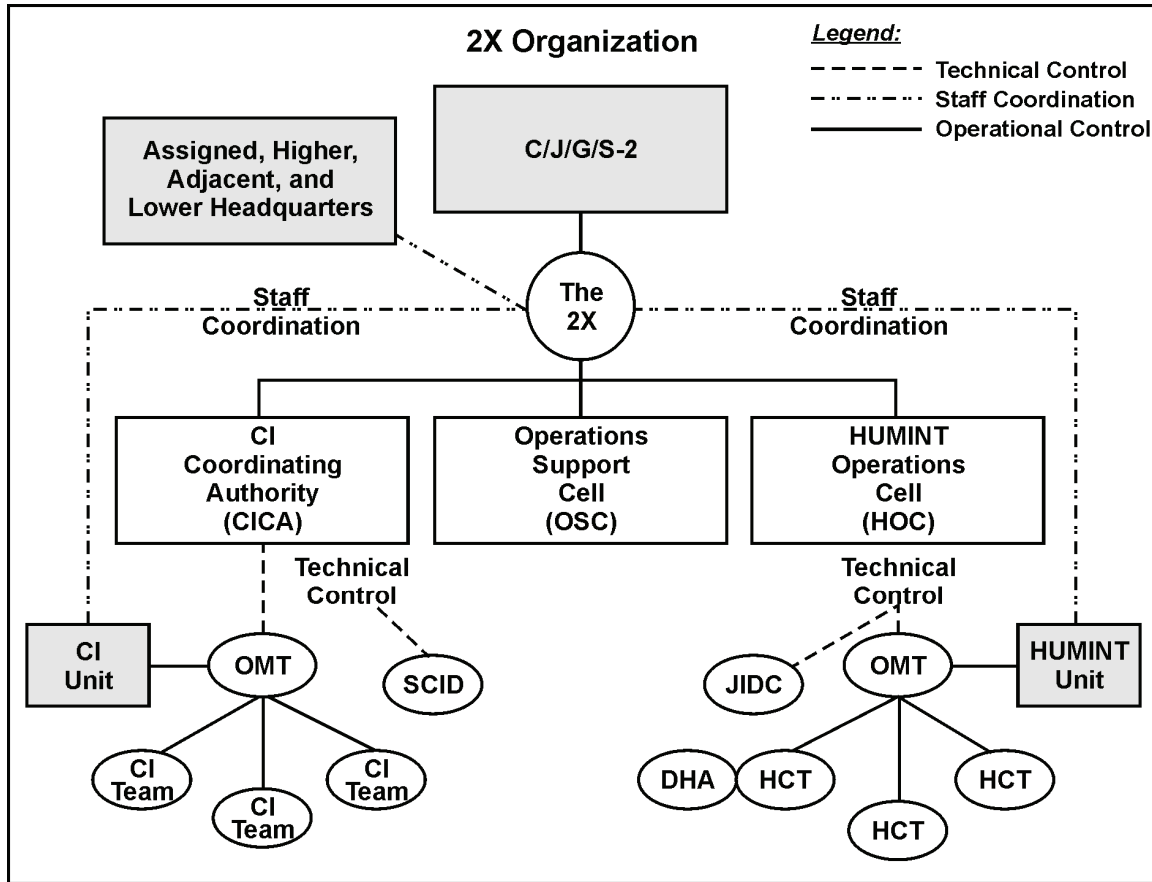 2X Organization
Legend:
Technical Control
Staff Coordination
Operational Control
C/J/G/S-2
Assigned, Higher,
Adjacent, and
Lower Headquarters
The
2X
Staff
Coordination
Staff
Coordination
CI
Coordinating
Authority
(CICA)
Operations
Support
Cell
(OSC)
HUMINT
Operations
Cell
(HOC)
Technical
Control
Technical
Control
CI
Unit
OMT
SCID
JIDC
OMT
HUMINT
Unit
CI
Team
CI
Team
CI
Team
DHA
HCT
HCT
HCT